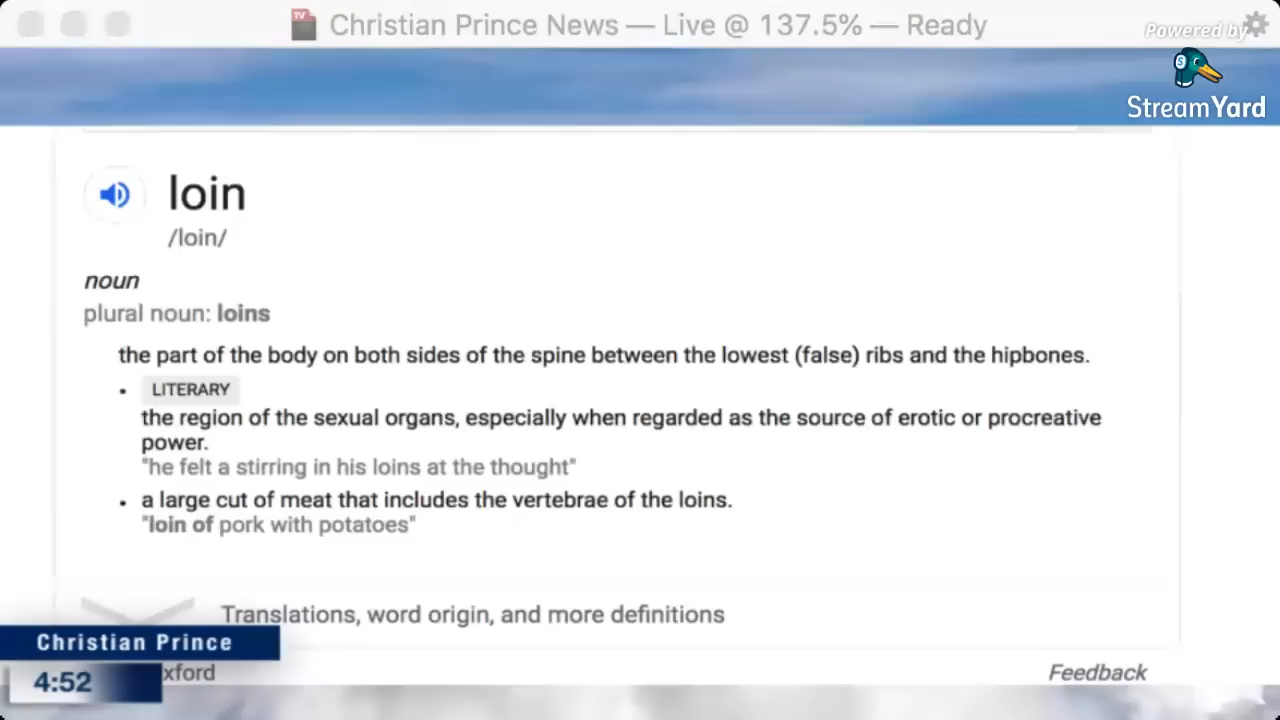 TV
Christian Prince News — Live @ 137.5% — Ready
Powered by
S
StreamYard
loin
/loin/
noun
plural noun: loins
the part of the body on both sides of the spine between the lowest (false) ribs and the hipbones.
• LITERARY
the region of the sexual organs, especially when regarded as the source of erotic or procreative
power.
"he felt a stirring in his loins at the thought"
• a large cut of meat that includes the vertebrae of the loins.
"loin of pork with potatoes"
Translations, word origin, and more definitions
Christian Prince
4:52
xford
Feedback